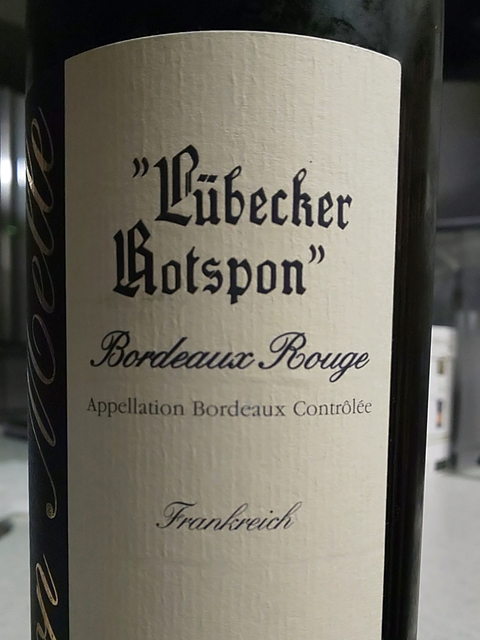 "Lübecker
Rotspon"
Bordeaux Rouge
Appellation Bordeaux Contrôlée
Frankreich